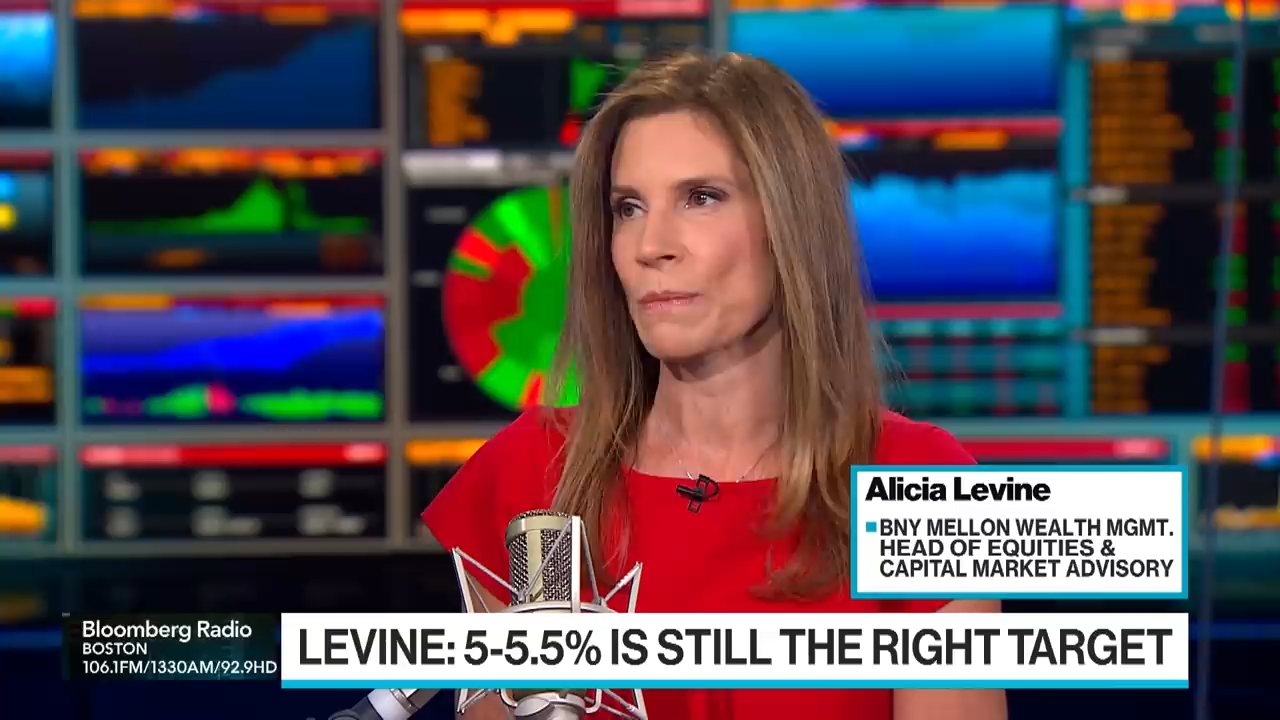 Alicia Levine
BNY MELLON WEALTH MGMT.
HEAD OF EQUITIES &
CAPITAL MARKET ADVISORY
Bloomberg Radio
BOSTON
106.1FM/1330AM/92.9HD
LEVINE: 5-5.5% IS STILL THE RIGHT TARGET